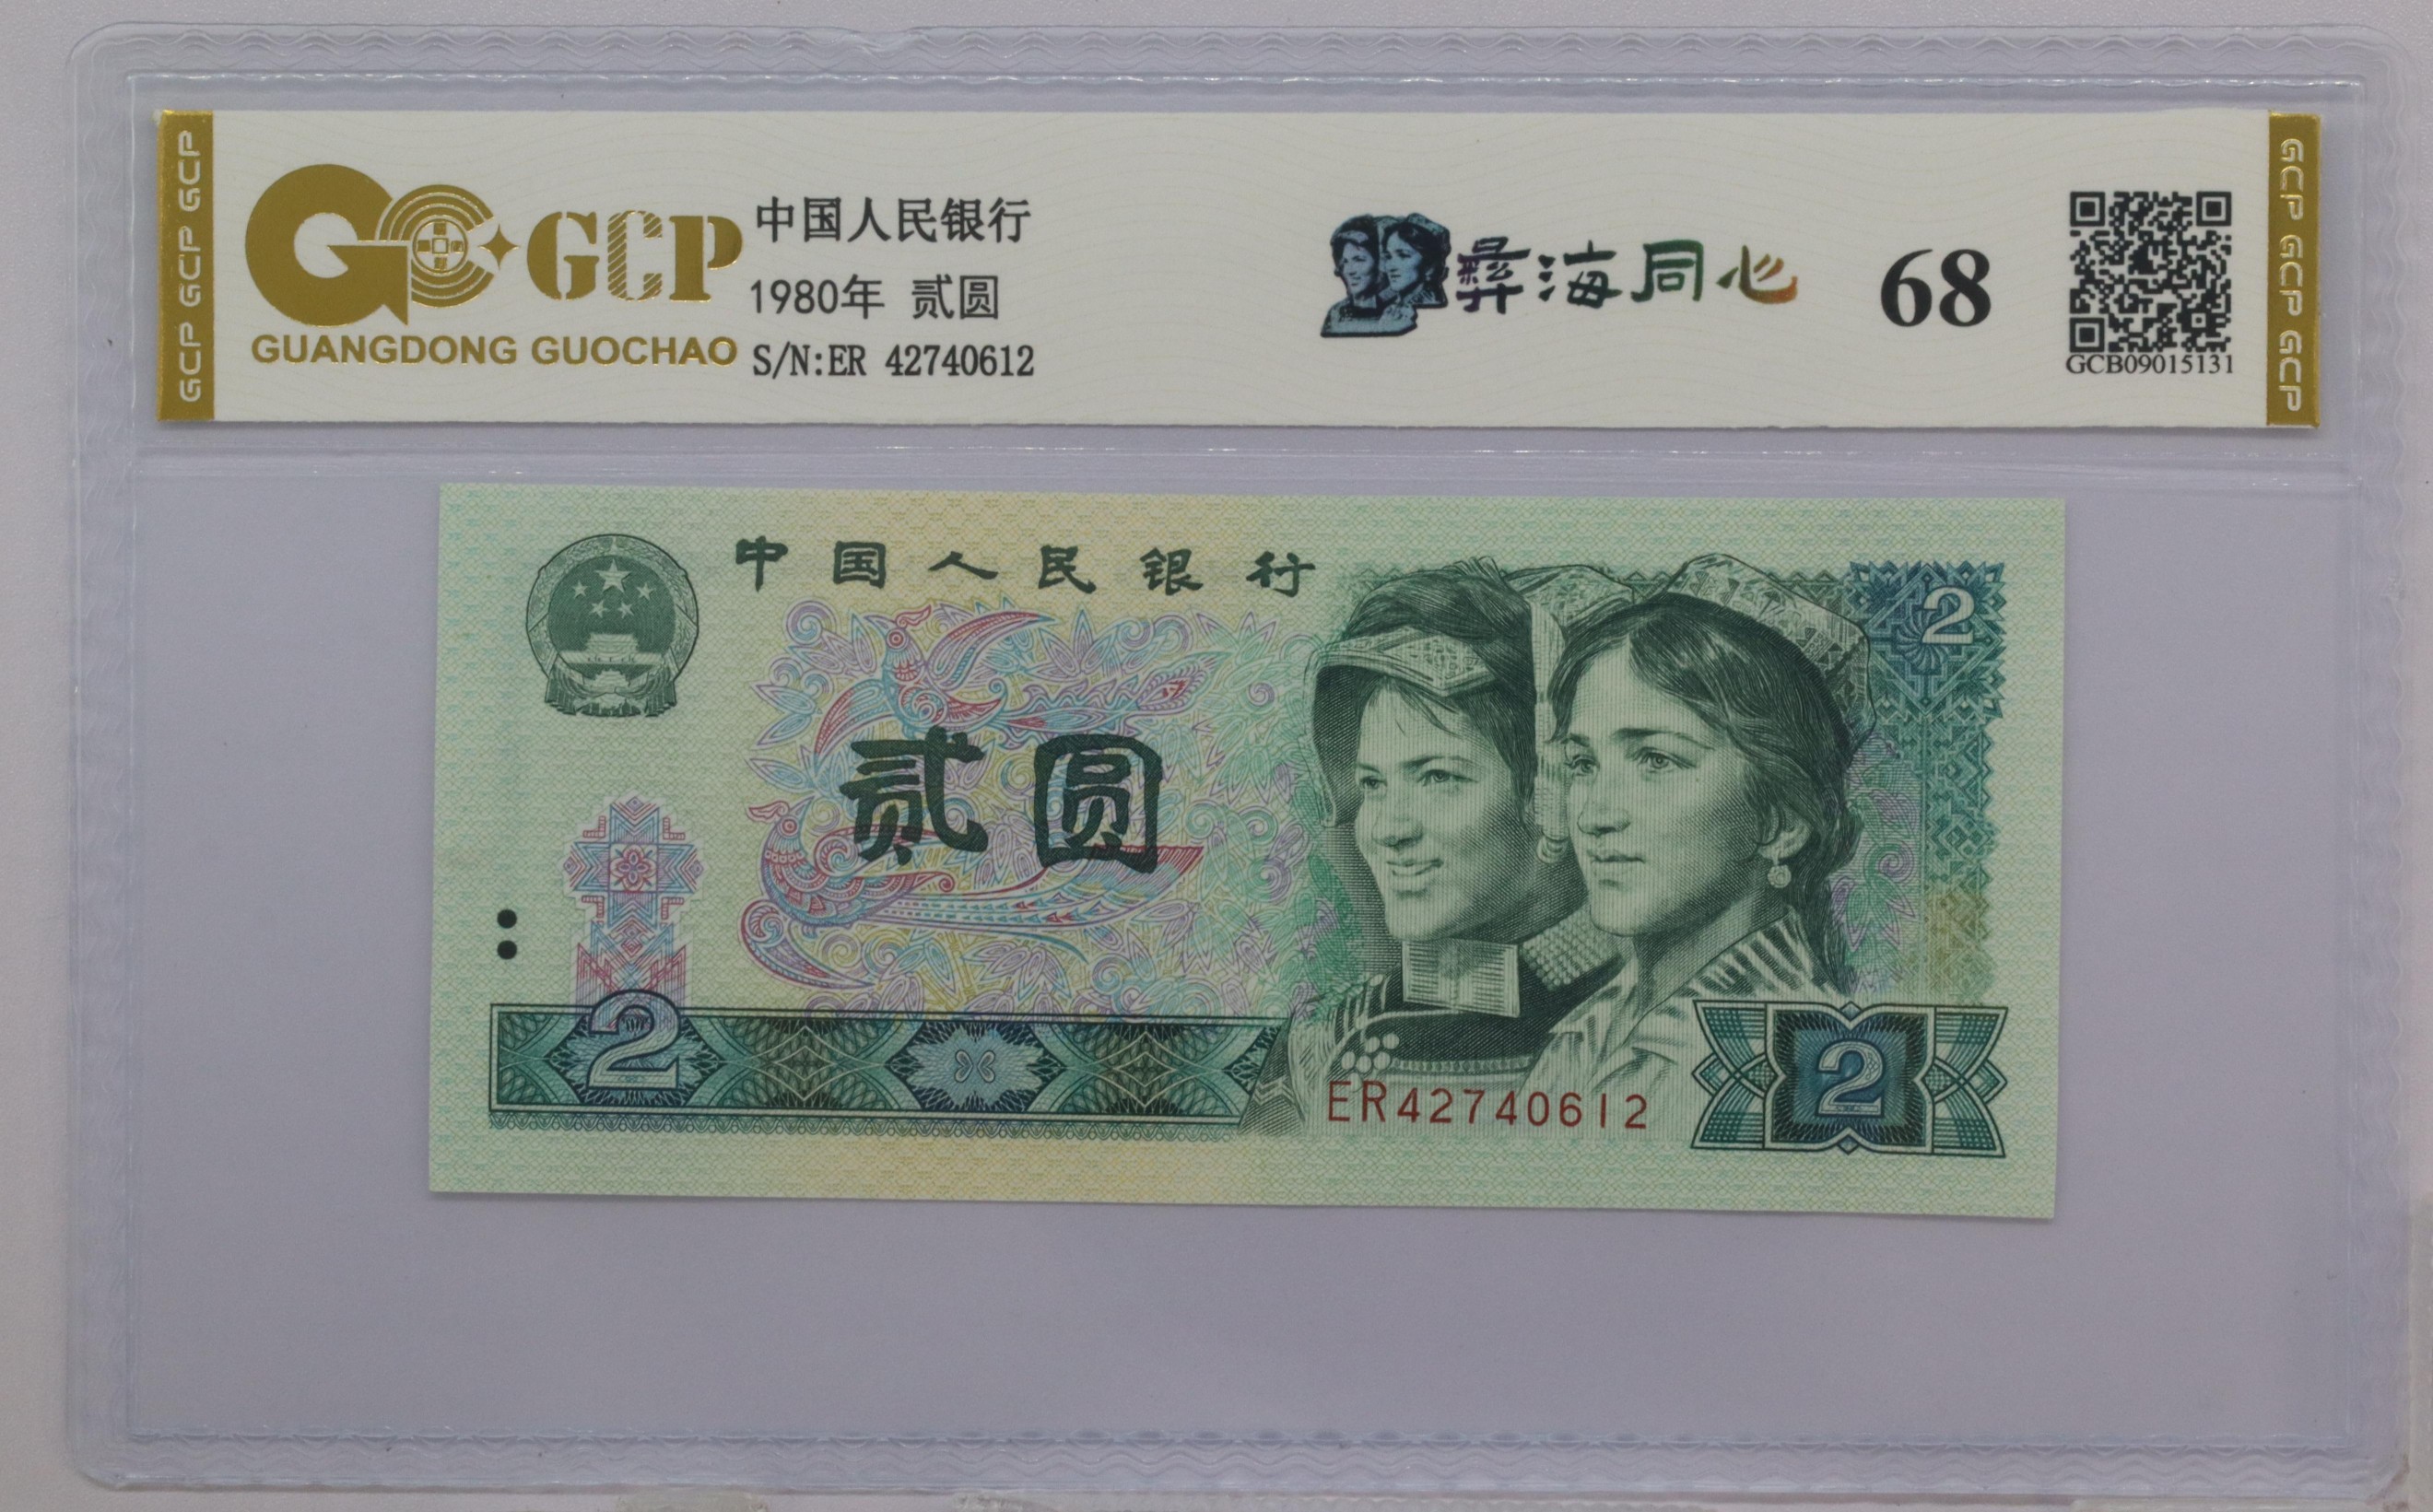 GCP GCP GCP
GCP
GUANGDONG GUOCHAO
中国人民银行
1980年 贰圆
S/N:ER 42740612
彝海同心
68
GCB09015131
GCP GCP GCP
中国人民银行
2
贰圆
2
ER42740612
2